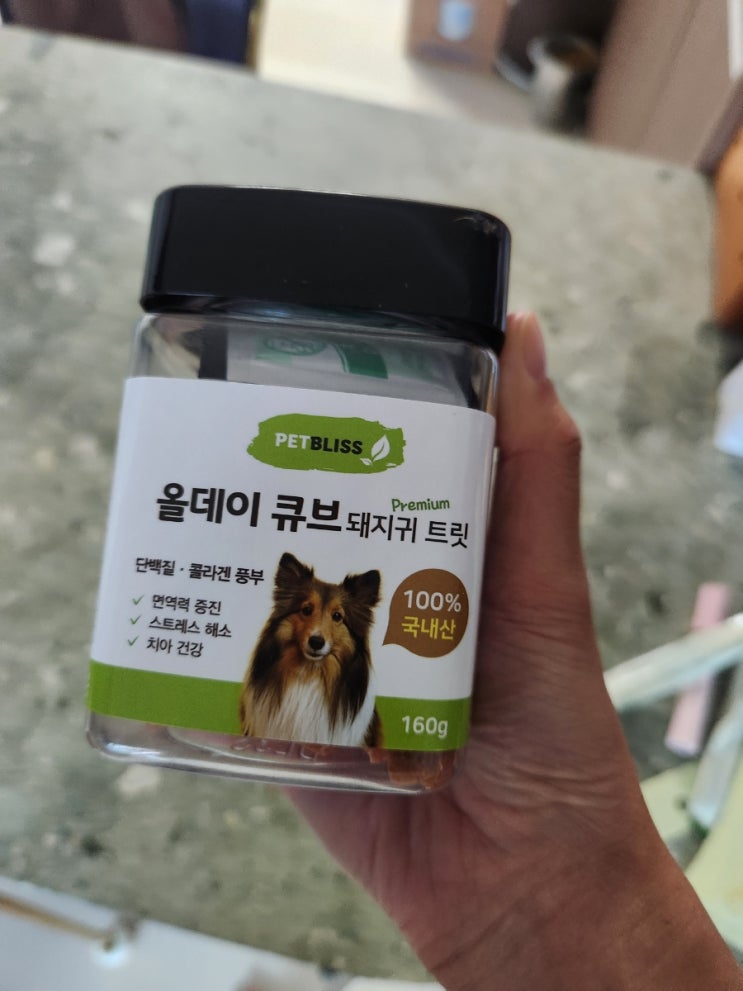 PETBLISS
Premium
올데이 큐브 돼지귀 트릿
단백질 · 콜라겐 풍부
✓ 면역력 증진
✓ 스트레스 해소
✓ 치아 건강
100%
국내산
160g